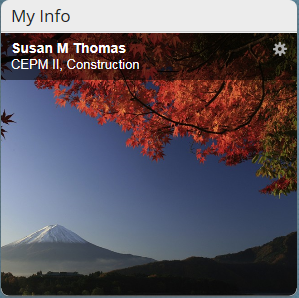 My Info
Susan M Thomas
CEPM II, Construction